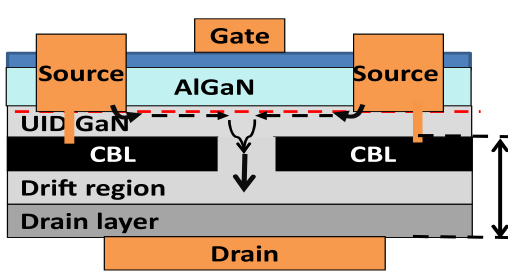 Gate
Source Source
AlGaN
UID GaN
CBL CBL
Drift region
Drain layer
Drain